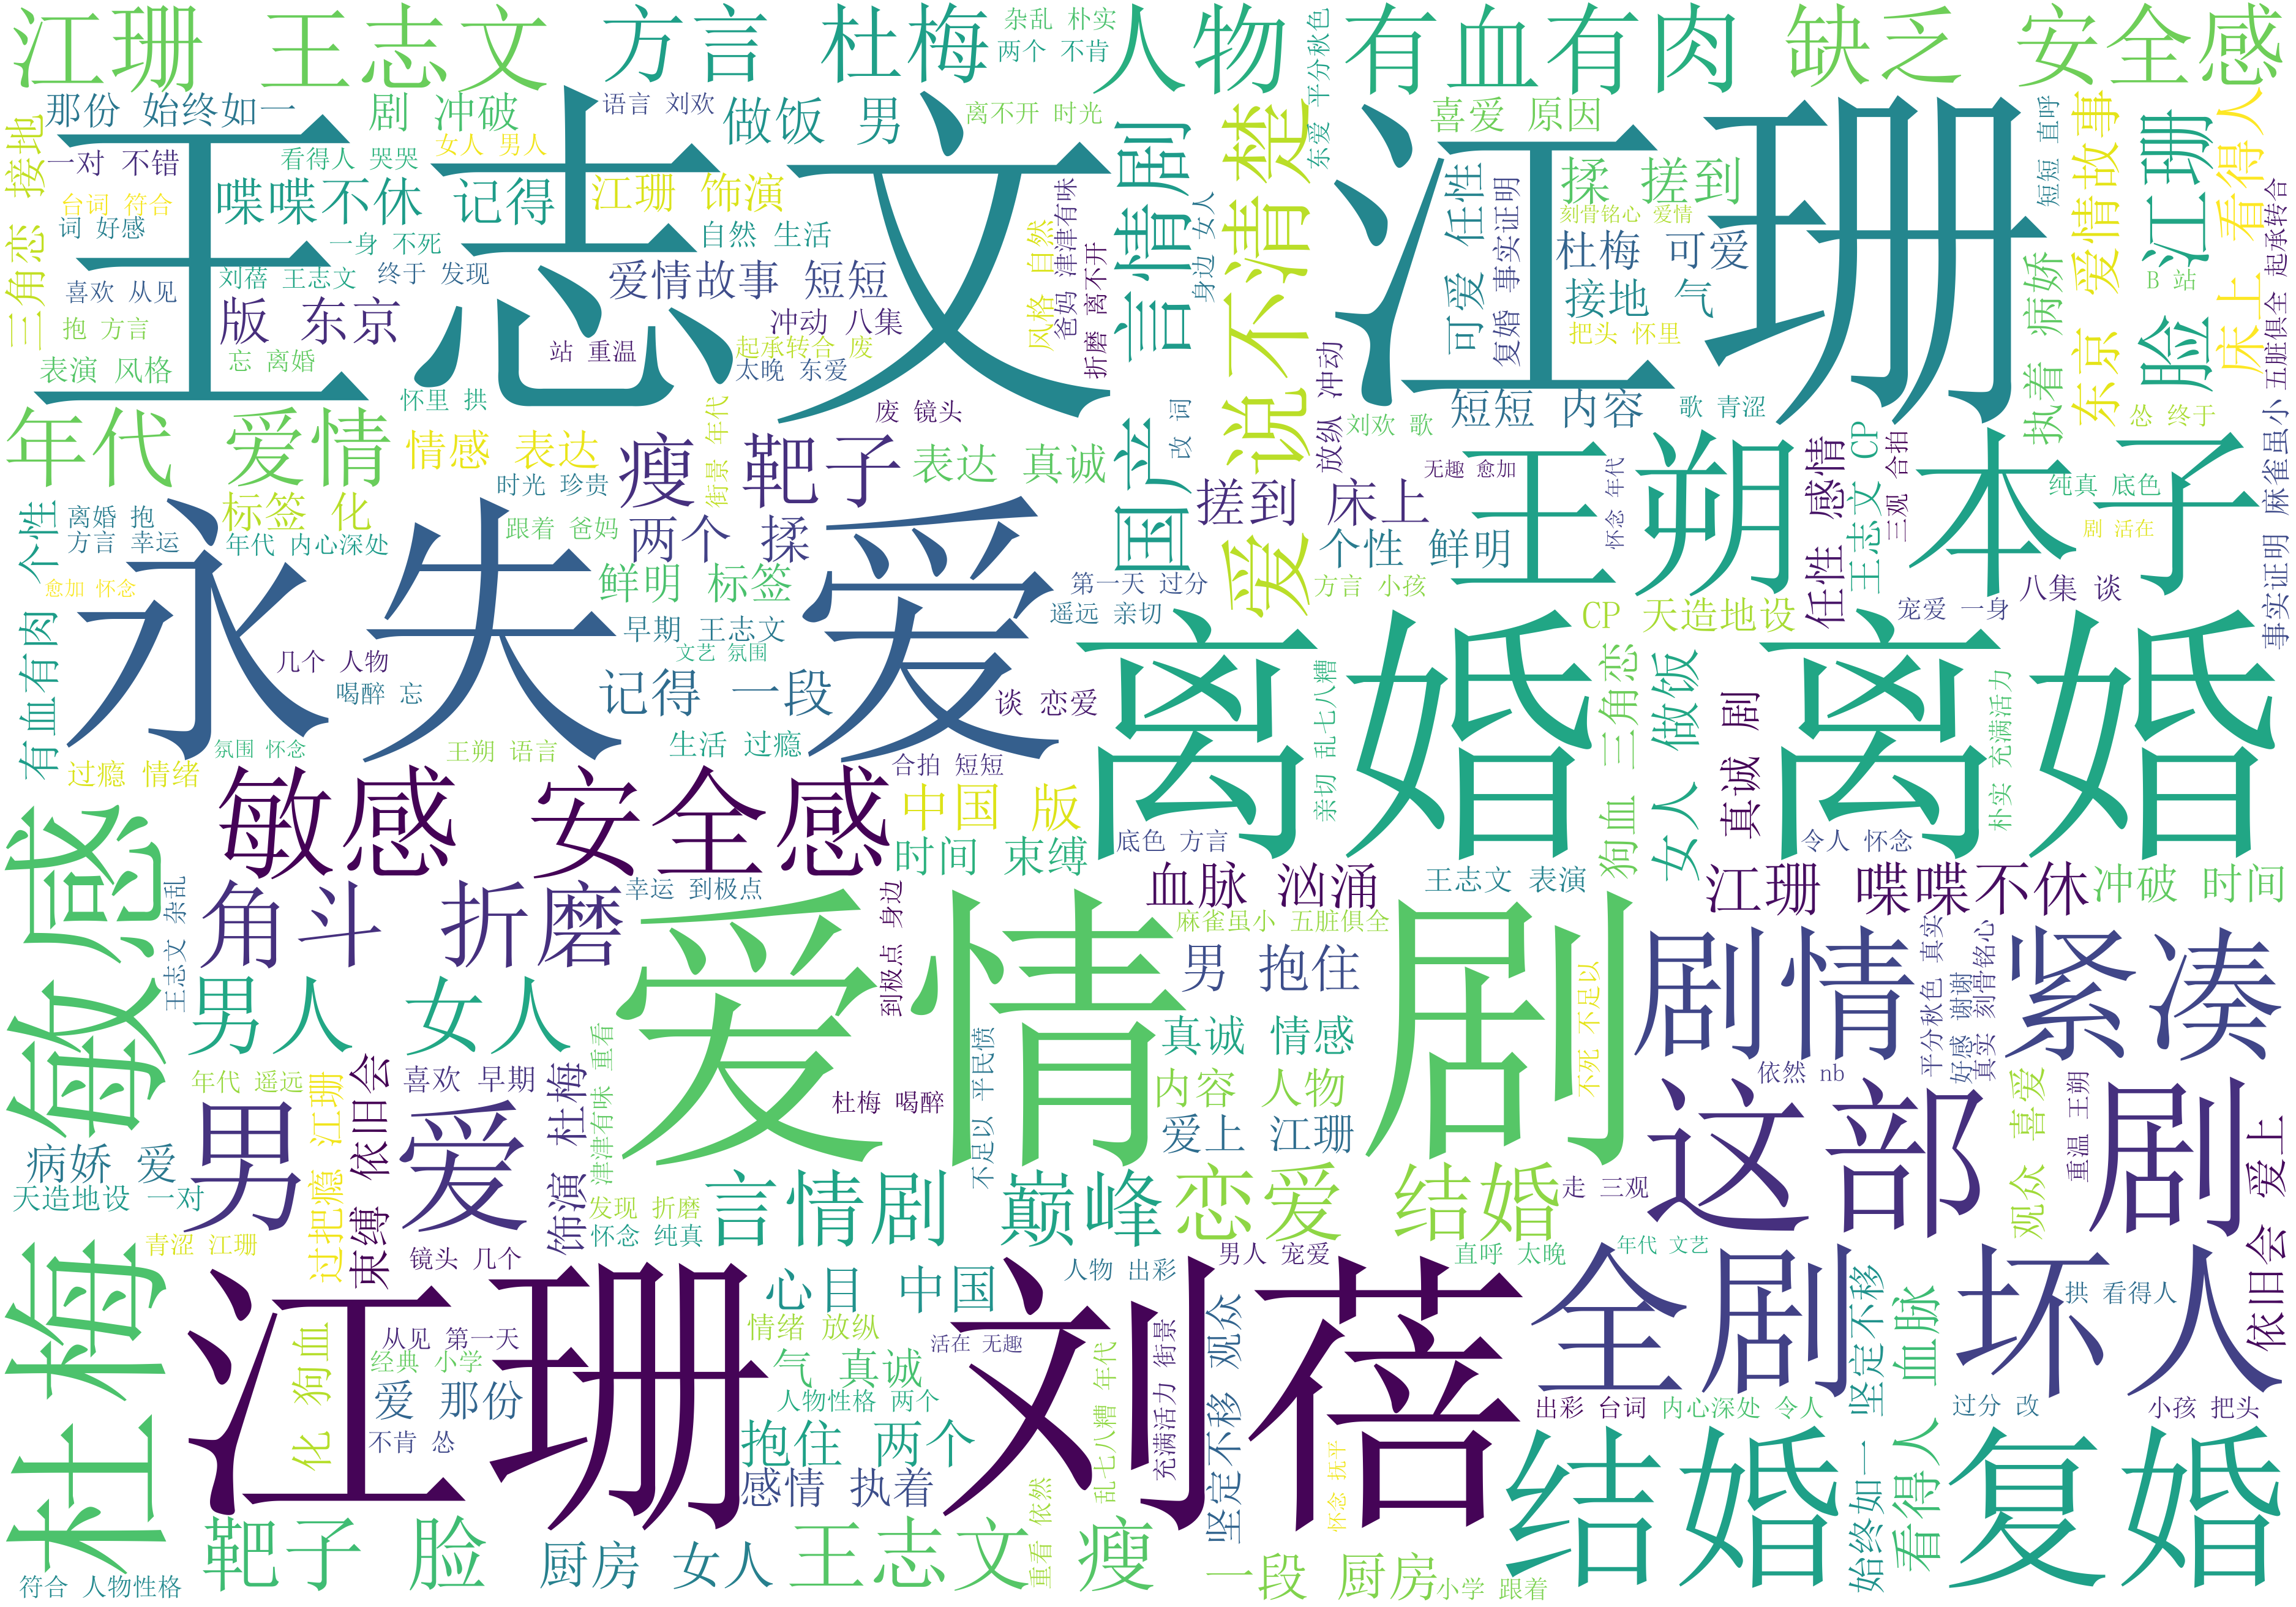 江珊 王志文
方言 杜梅
杂乱 朴实
两个 不肯
人物 有血有肉
平分秋色
缺乏 安全感
那份 始终如一
剧 冲破
语言 刘欢
做饭 男
离不开 时光
喜爱 原因
短短 直呼
三角恋 接地
王志文
江珊
一对 不错
看得人 哭哭
女人 男人
台词 符合
喋喋不休 记得
江珊 饰演
词 好感
一身 不死
自然 生活
刘蓓 王志文
终于 发现
爱情故事 短短
喜欢 从见
版 东京
冲动 八集
抱 方言
站 重温
起承转合 废
表演 风格
忘 离婚
太晚 东爱
怀里 拱
废 镜头
风格 自然
爸妈 津津有味
折磨 离不开
国产 言情剧
身边 女人
爱 说不清楚
东爱 平分秋色
可爱 任性
复婚 事实证明
揉 搓到
刻骨铭心 爱情
杜梅 可爱
接地 气
把头 怀里
短短 内容
歌 青涩
刘欢 歌
执着 病娇
东京 爱情故事
脸 江珊
B 站
床上 看得人
五脏俱全 起承转合
怂 终于
年代 爱情
情感 表达
瘦 靶子
街景 年代
表达 真诚
改 词
放纵 冲动
无趣 愈加
搓到 床上
怀念 年代
王朔 本子
任性 感情
王志文 CP
三观 合拍
纯真 底色
剧 活在
事实证明 麻雀虽小
有血有肉 个性
离婚 抱
标签 化
方言 幸运
年代 内心深处
时光 珍贵
跟着 爸妈
两个 揉
个性 鲜明
愈加 怀念
永失 爱
鲜明 标签
第一天 过分
方言 小孩
遥远 亲切
CP 天造地设
宠爱 一身
八集 谈
早期 王志文
文艺 氛围
几个 人物
喝醉 忘
记得 一段
谈 恋爱
氛围 怀念
王朔 语言
生活 过瘾
过瘾 情绪
合拍 短短
离婚 离婚
亲切 乱七八糟
狗血 三角恋
女人 做饭
真诚 剧
朴实 充满活力
敏感 安全感
中国 版
时间 束缚
底色 方言
令人 怀念
杜梅 敏感
王志文 杂乱
角斗 折磨
幸运 到极点
到极点 身边
血脉 汹涌
王志文 表演
江珊 喋喋不休
冲破 时间
麻雀虽小 五脏俱全
爱情 剧
男人 女人
男 抱住
不死 不足以
剧情 紧凑
平分秋色 真实
好感 谢谢
真实 刻骨铭心
真诚 情感
不足以 平民愤
年代 遥远
喜欢 早期
津津有味 重看
杜梅 喝醉
内容 人物
依然 nb
观众 喜爱
重温 王朔
这部 剧
依旧会 爱上
病娇 爱
天造地设 一对
男 爱
过把瘾 江珊
束缚 依旧会
饰演 杜梅
爱上 江珊
发现 折磨
怀念 纯真
言情剧 巅峰
恋爱 结婚
走 三观
青涩 江珊
镜头 几个
男人 宠爱
直呼 太晚
年代 文艺
江珊 刘蓓
心目 中国
人物 出彩
全剧 坏人
坚定不移 观众
始终如一 坚定不移
拱 看得人
看得人 血脉
化 狗血
从见 第一天
经典 小学
情绪 放纵
活在 无趣
爱 那份
气 真诚
人物性格 两个
乱七八糟 年代
充满活力 街景
怀念 抚平
出彩 台词
内心深处 令人
过分 改
小孩 把头
不肯 怂
抱住 两个
感情 执着
结婚 复婚
靶子 脸
厨房 女人
王志文 瘦
重看 依然
一段 厨房
符合 人物性格
小学 跟着